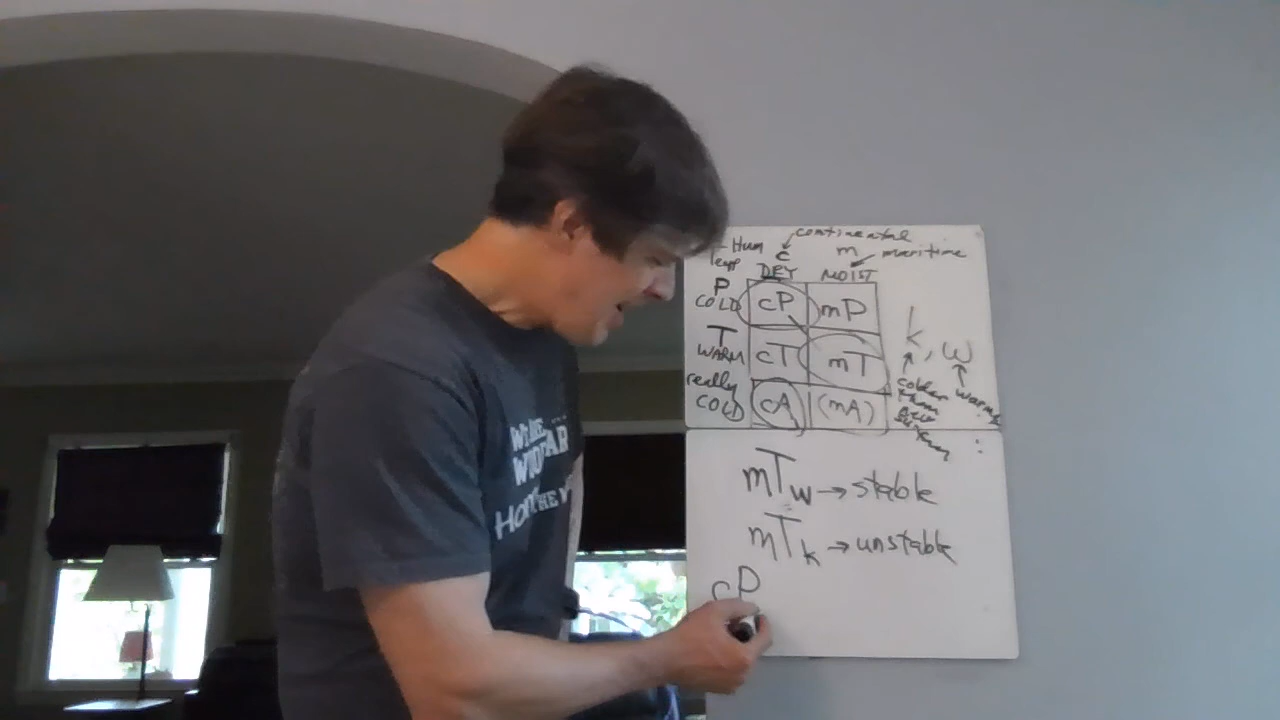 Hum c continental
m maritime
DRY MOIST
P
COLD cP mP
T
WARM cT mT
k, w
really
COLD cA (mA)
colder
than
warmer
mTw → stable
mTk → unstable
cP